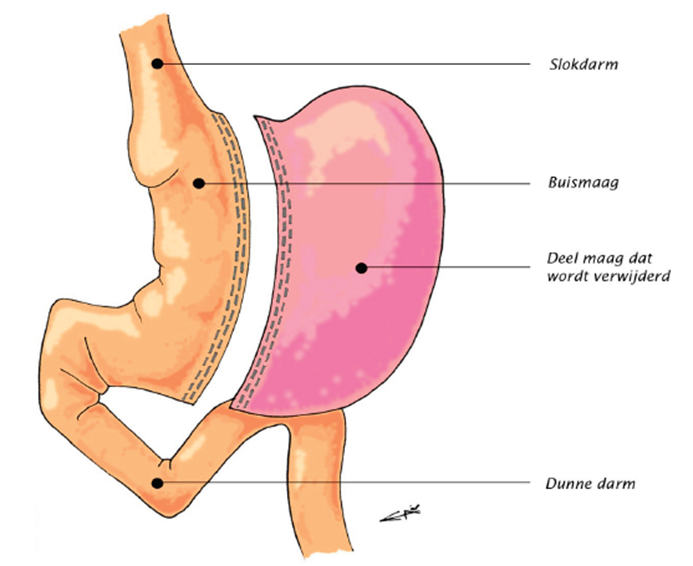 Slokdarm
Buismaag
Deel maag dat
wordt verwijderd
Dunne darm